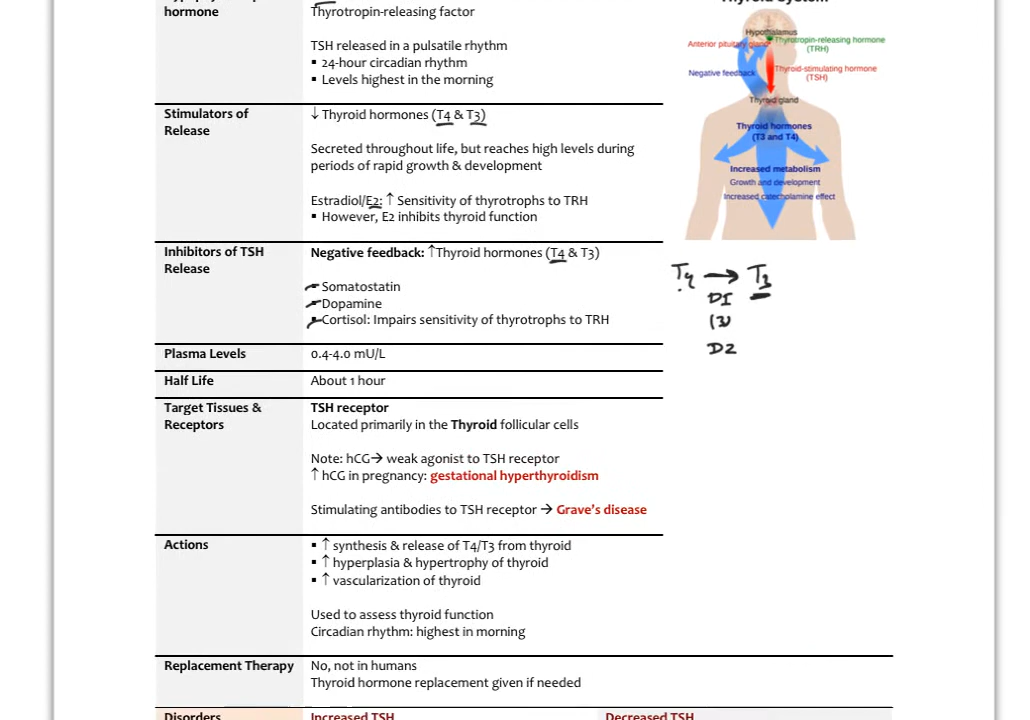 hormone
Thyrotropin-releasing factor
TSH released in a pulsatile rhythm
▪ 24-hour circadian rhythm
▪ Levels highest in the morning
Stimulators of
Release
↓ Thyroid hormones (T4 & T3)
Secreted throughout life, but reaches high levels during
periods of rapid growth & development
Estradiol/E2: ↑ Sensitivity of thyrotrophs to TRH
▪ However, E2 inhibits thyroid function
Inhibitors of TSH
Release
Negative feedback: ↑Thyroid hormones (T4 & T3)
Somatostatin
Dopamine
Cortisol: Impairs sensitivity of thyrotrophs to TRH
Plasma Levels
0.4-4.0 mU/L
Half Life
About 1 hour
Target Tissues &
Receptors
TSH receptor
Located primarily in the Thyroid follicular cells
Note: hCG→ weak agonist to TSH receptor
↑ hCG in pregnancy: gestational hyperthyroidism
Stimulating antibodies to TSH receptor → Grave's disease
Actions
▪ ↑ synthesis & release of T4/T3 from thyroid
▪ ↑ hyperplasia & hypertrophy of thyroid
▪ ↑ vascularization of thyroid
Used to assess thyroid function
Circadian rhythm: highest in morning
Replacement Therapy
No, not in humans
Thyroid hormone replacement given if needed
Disorders
Increased TSH
Decreased TSH
Thyroid System
Hypothalamus
Anterior pituitary gland
Thyrotropin-releasing hormone
(TRH)
Negative feedback
Thyroid-stimulating hormone
(TSH)
Thyroid gland
Thyroid hormones
(T3 and T4)
Increased metabolism
Growth and development
Increased catecholamine effect
T4 → T3
D1
D2